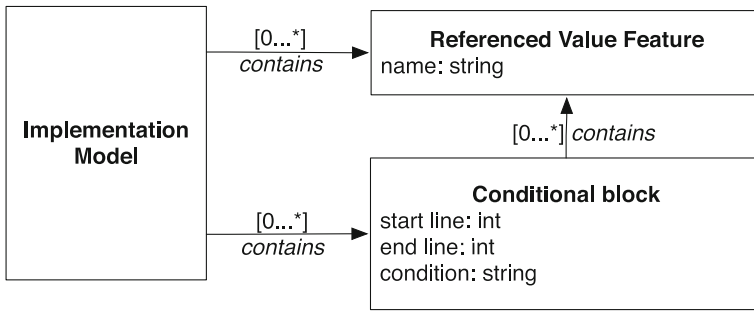 Implementation
Model
[0...*]
contains
Referenced Value Feature
name: string
[0...*] contains
[0...*]
contains
Conditional block
start line: int
end line: int
condition: string